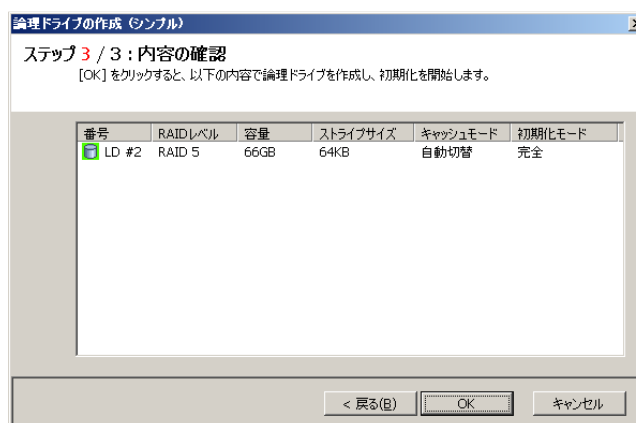 論理ドライブの作成（シンプル）
ステップ 3 / 3 : 内容の確認
[OK] をクリックすると、以下の内容で論理ドライブを作成し、初期化を開始します。
番号 RAIDレベル 容量 ストライプサイズ キャッシュモード 初期化モード
LD #2 RAID 5 66GB 64KB 自動切替 完全
< 戻る(B) OK キャンセル